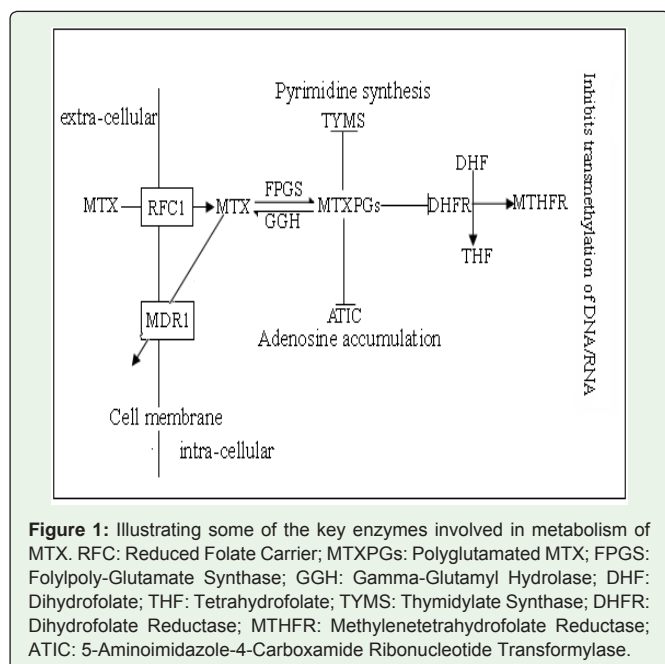 Pyrimidine synthesis
TYMS
extra-cellular
MTX
RFC1
MTX
FPGS
GGH
MTXPGs
DHF
DHFR
MTHFR
THF
Inhibits transmethylation of DNA/RNA
MDR1
ATIC
Adenosine accumulation
Cell membrane
intra-cellular
Figure 1: Illustrating some of the key enzymes involved in metabolism of
MTX. RFC: Reduced Folate Carrier; MTXPGs: Polyglutamated MTX; FPGS:
Folylpoly-Glutamate Synthase; GGH: Gamma-Glutamyl Hydrolase; DHF:
Dihydrofolate; THF: Tetrahydrofolate; TYMS: Thymidylate Synthase; DHFR:
Dihydrofolate Reductase; MTHFR: Methylenetetrahydrofolate Reductase;
ATIC: 5-Aminoimidazole-4-Carboxamide Ribonucleotide Transformylase.